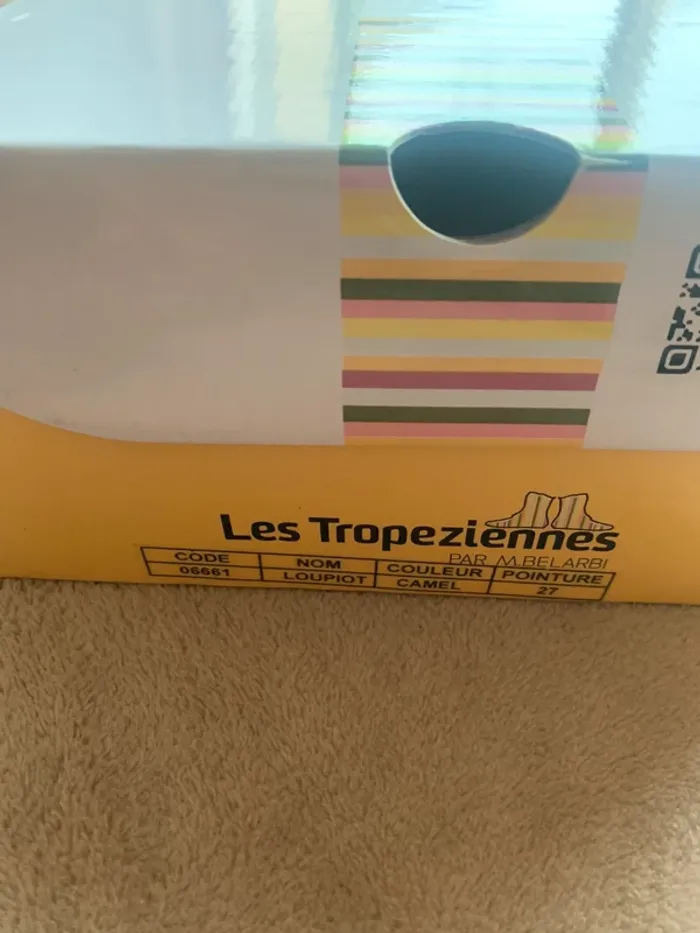 Les Tropeziennes
PAR M.BELARBI
CODE NOM COULEUR POINTURE
06661 LOUPIOT CAMEL 27